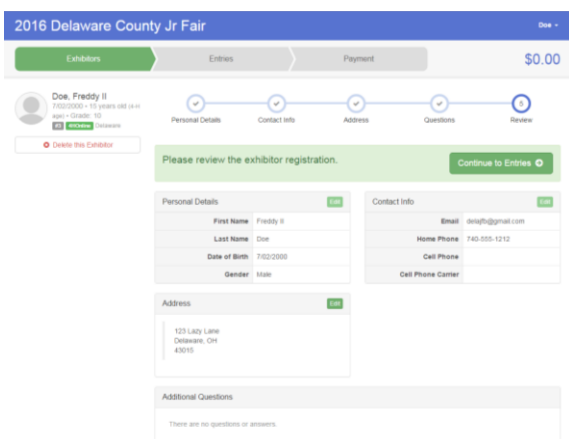 2016 Delaware County Jr Fair
Doe
Exhibitors
Entries
Payment
$0.00
Doe, Freddy II
7/02/2000 • 15 years old (4-H
age) • Grade: 10
#3 4HOnline Delaware
Delete this Exhibitor
Personal Details
Contact Info
Address
Questions
5
Review
Please review the exhibitor registration.
Continue to Entries
Personal Details
Edit
First Name Freddy II
Last Name Doe
Date of Birth 7/02/2000
Gender Male
Contact Info
Edit
Email delajfb@gmail.com
Home Phone 740-555-1212
Cell Phone
Cell Phone Carrier
Address
Edit
123 Lazy Lane
Delaware, OH
43015
Additional Questions
There are no questions or answers.